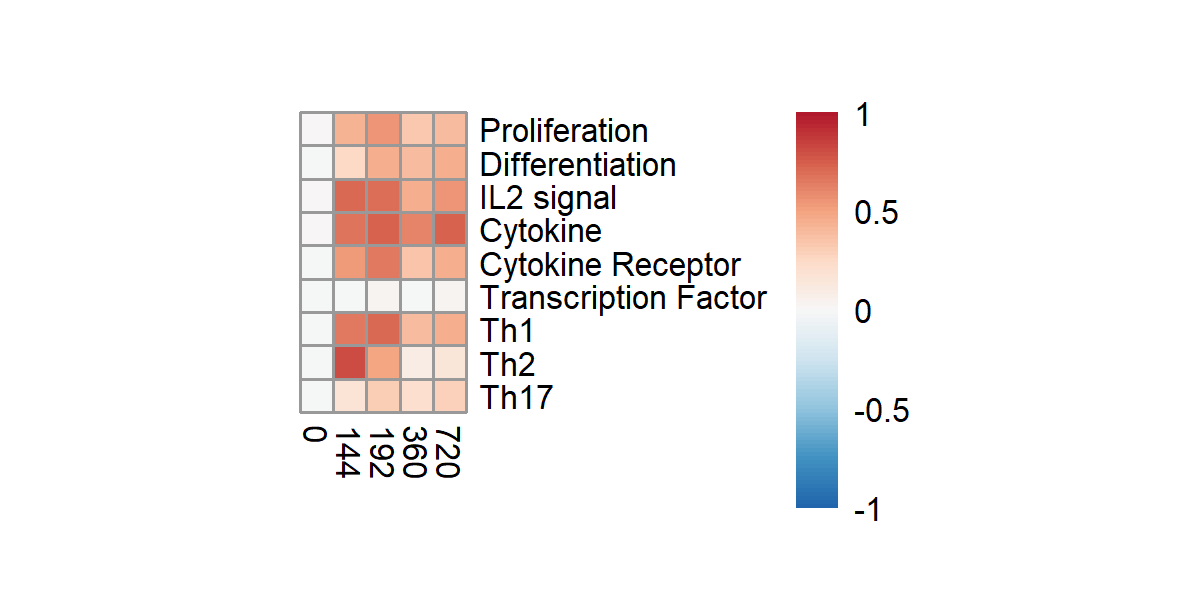 Proliferation
Differentiation
IL2 signal
Cytokine
Cytokine Receptor
Transcription Factor
Th1
Th2
Th17
0
144
192
360
720
1
0.5
0
-0.5
-1